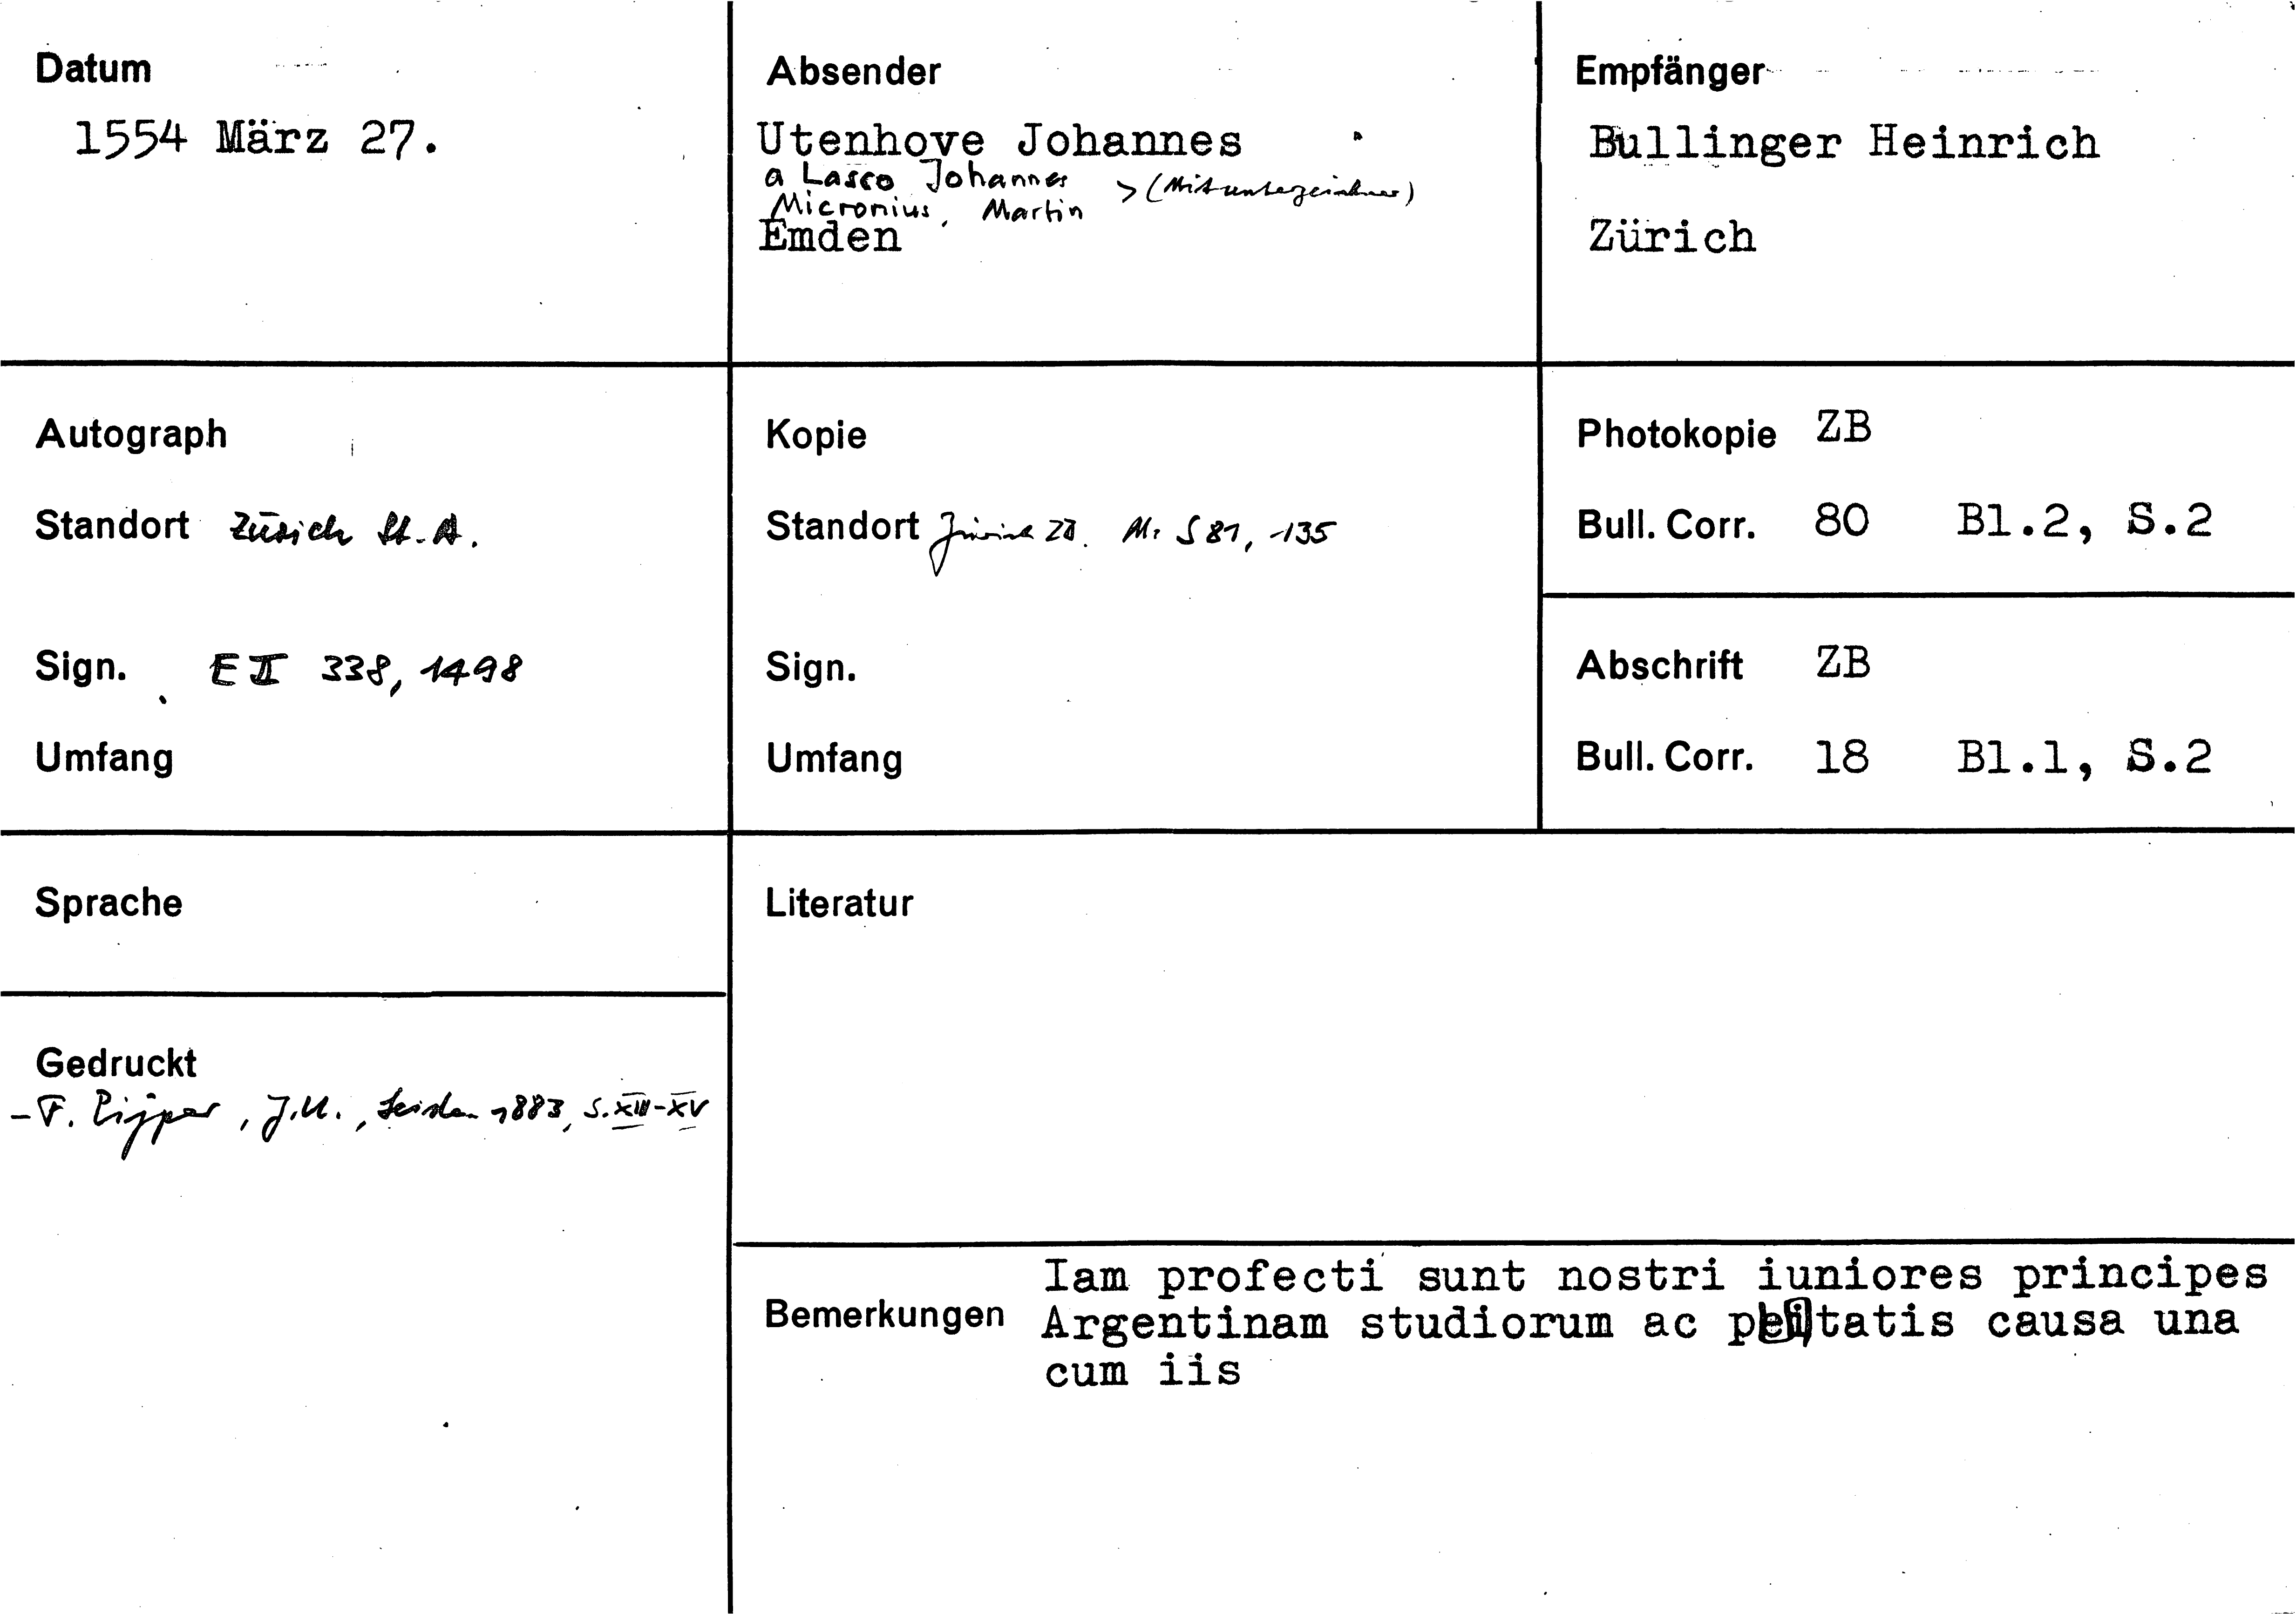 Datum
1554 März 27.
Absender
Utenhove Johannes
a Lasco Johannes
Micronius, Martin > (Mitunterzeichner)
Emden
Empfänger
Bullinger Heinrich
Zürich
Autograph
Standort Zürich St.A.
Sign. E II 338, 1498
Umfang
Kopie
Standort Zürich ZB. Ms S 81, 135
Sign.
Umfang
Photokopie ZB
Bull. Corr. 80 Bl.2, S.2
Abschrift ZB
Bull. Corr. 18 Bl.1, S.2
Sprache
Gedruckt
- F. Pijper, J.U., Leiden 1883, S. XIII-XV
Literatur
Bemerkungen
Iam profecti sunt nostri iuniores principes
Argentinam studiorum ac causa una
cum iis